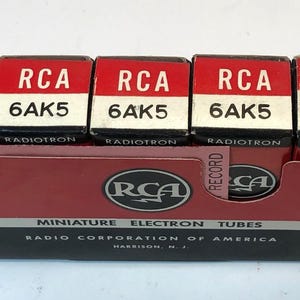 RCA RCA RCA
6AK5 6AK5 6AK5
RADIOTRON RADIOTRON RADIOTRON
RECORD
RCA RCA
MINIATURE ELECTRON TUBES
RADIO CORPORATION OF AMERICA
HARRISON, N. J.